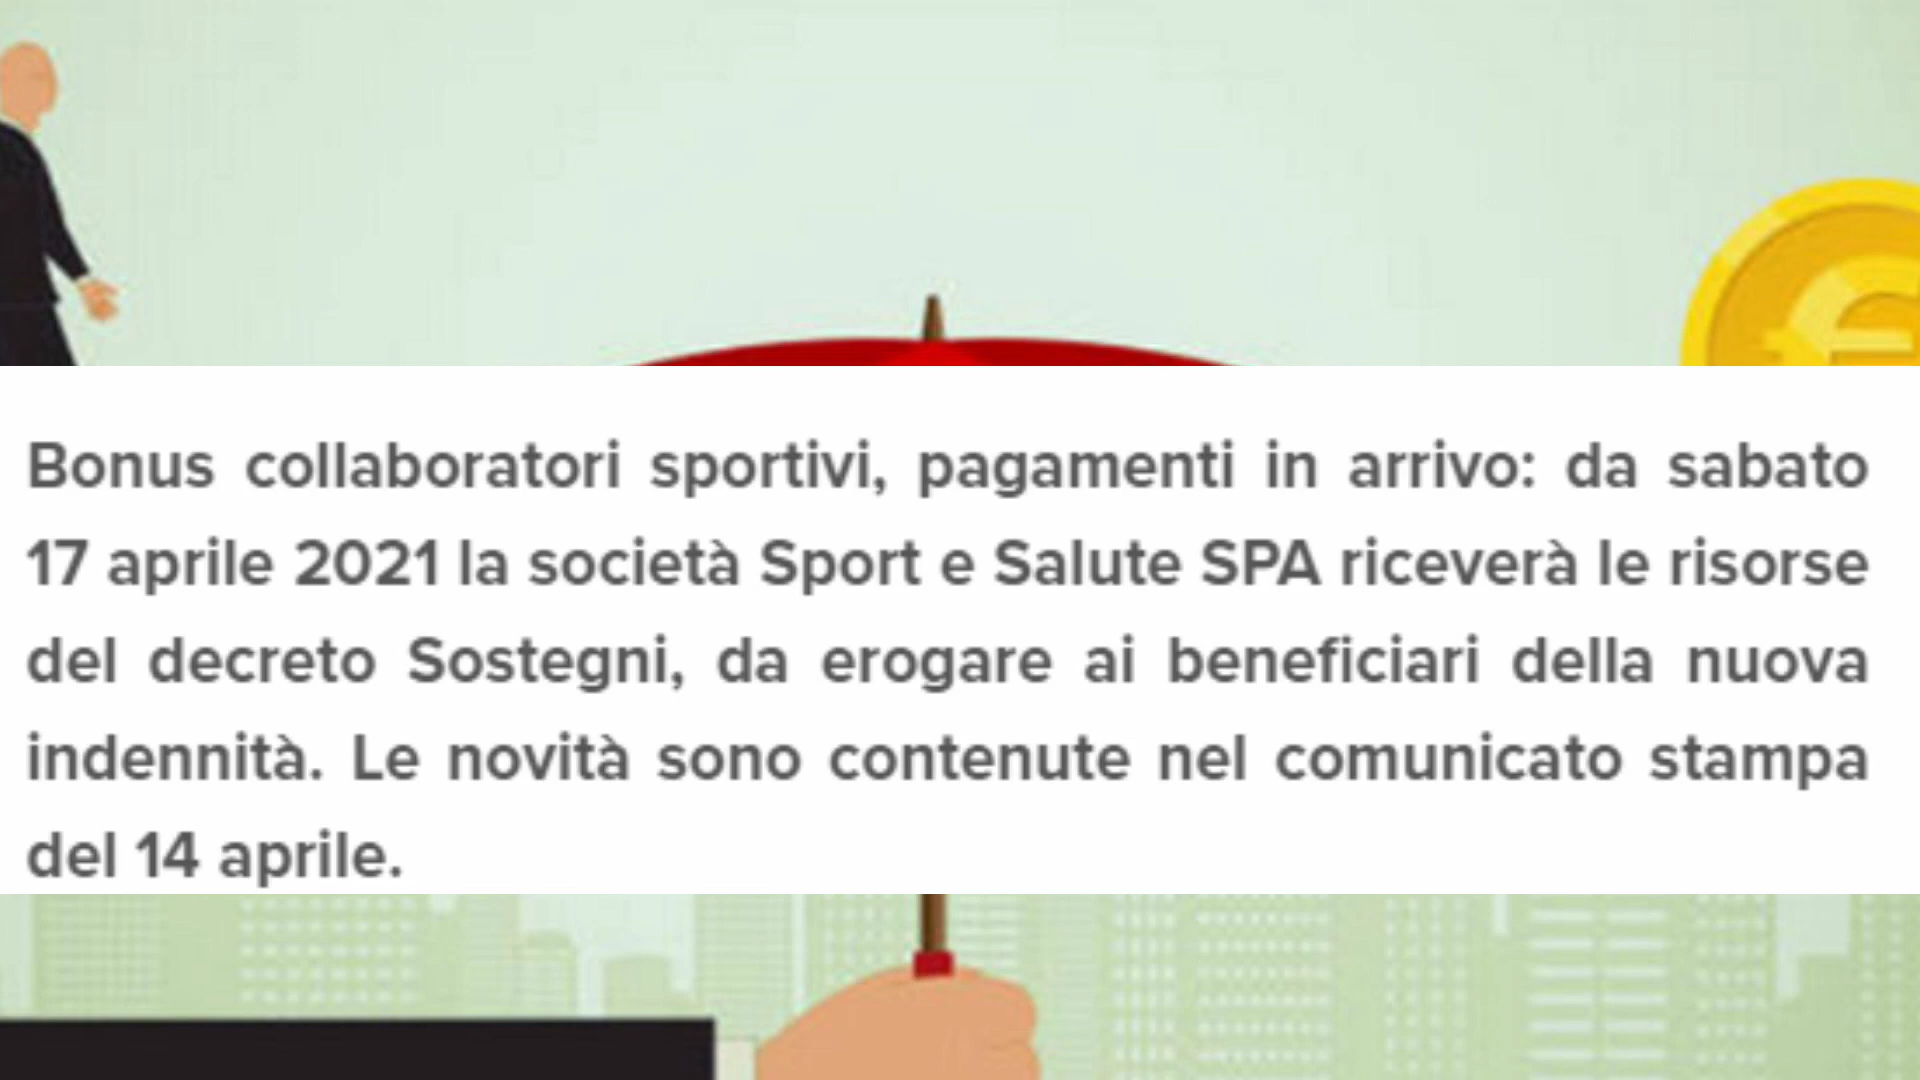 Bonus collaboratori sportivi, pagamenti in arrivo: da sabato
17 aprile 2021 la società Sport e Salute SPA riceverà le risorse
del decreto Sostegni, da erogare ai beneficiari della nuova
indennità. Le novità sono contenute nel comunicato stampa
del 14 aprile.